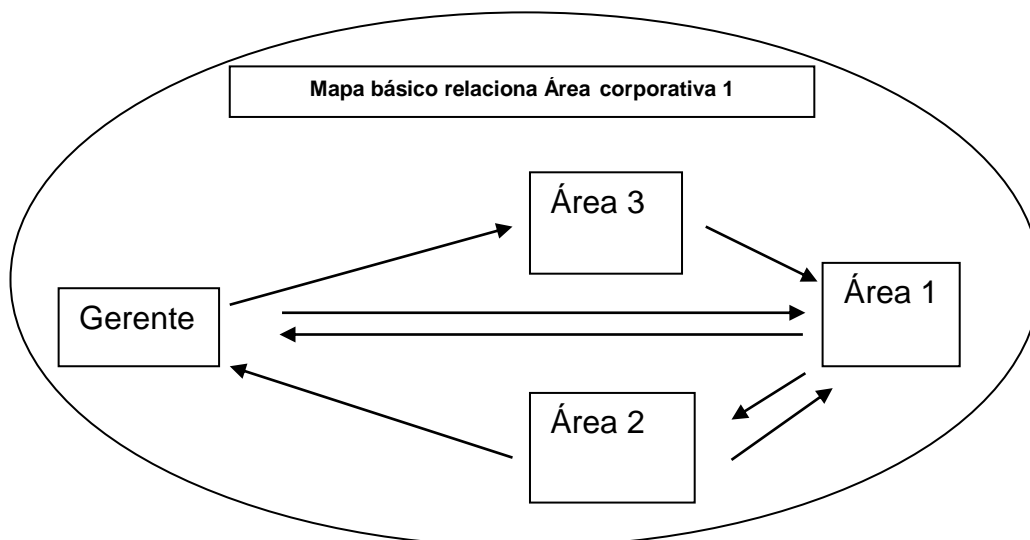 Mapa básico relaciona Área corporativa 1
Área 3
Área 1
Gerente
Área 2